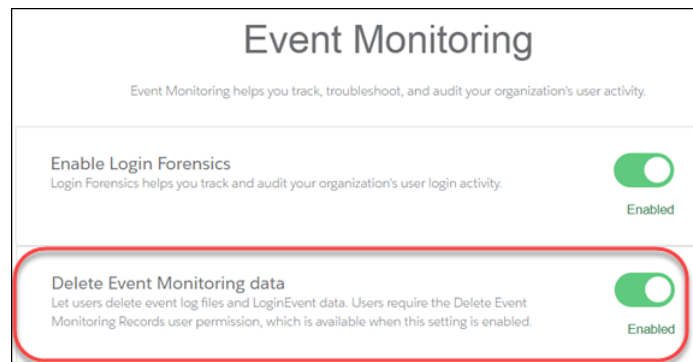 Event Monitoring
Event Monitoring helps you track, troubleshoot, and audit your organization's user activity.
Enable Login Forensics
Login Forensics helps you track and audit your organization's user login activity.
Enabled
Delete Event Monitoring data
Let users delete event log files and LoginEvent data. Users require the Delete Event
Monitoring Records user permission, which is available when this setting is enabled.
Enabled